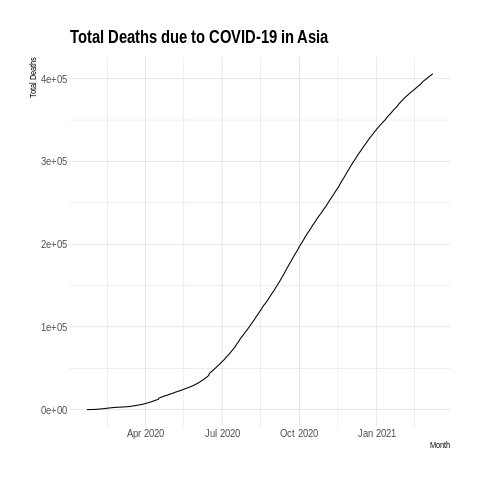 Total Deaths due to COVID-19 in Asia
Total Deaths
4e+05
3e+05
2e+05
1e+05
0e+00
Apr 2020 Jul 2020 Oct 2020 Jan 2021
Month